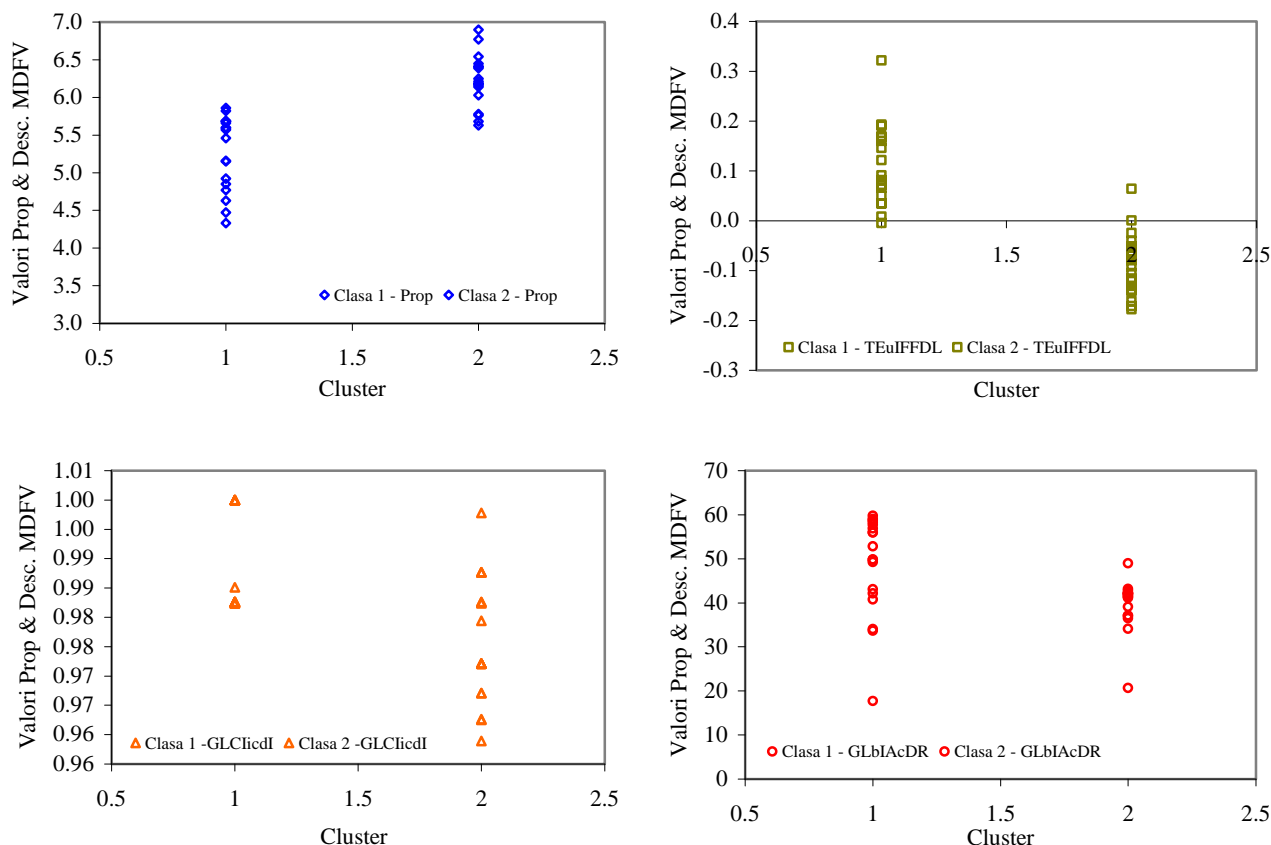 7.0
6.5
6.0
5.5
5.0
4.5
4.0
3.5
3.0
Valori Prop & Desc. MDFV
Clasa 1 - Prop Clasa 2 - Prop
0.5 1 1.5 2 2.5
Cluster
0.4
0.3
0.2
0.1
0.0
-0.1
-0.2
-0.3
Valori Prop & Desc. MDFV
0.5 1 1.5 2 2.5
Clasa 1 - TEuIFFDL Clasa 2 - TEuIFFDL
Cluster
1.01
1.00
1.00
0.99
0.99
0.98
0.98
0.97
0.97
0.96
0.96
Valori Prop & Desc. MDFV
Clasa 1 -GLCIicdI Clasa 2 -GLCIicdI
0.5 1 1.5 2 2.5
Cluster
70
60
50
40
30
20
10
0
Valori Prop & Desc. MDFV
Clasa 1 - GLbIAcDR Clasa 2 - GLbIAcDR
0.5 1 1.5 2 2.5
Cluster